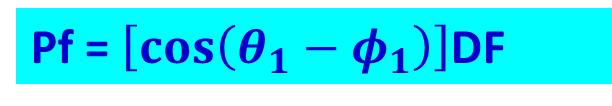 Pf = [cos(θ₁ − ϕ₁)]DF